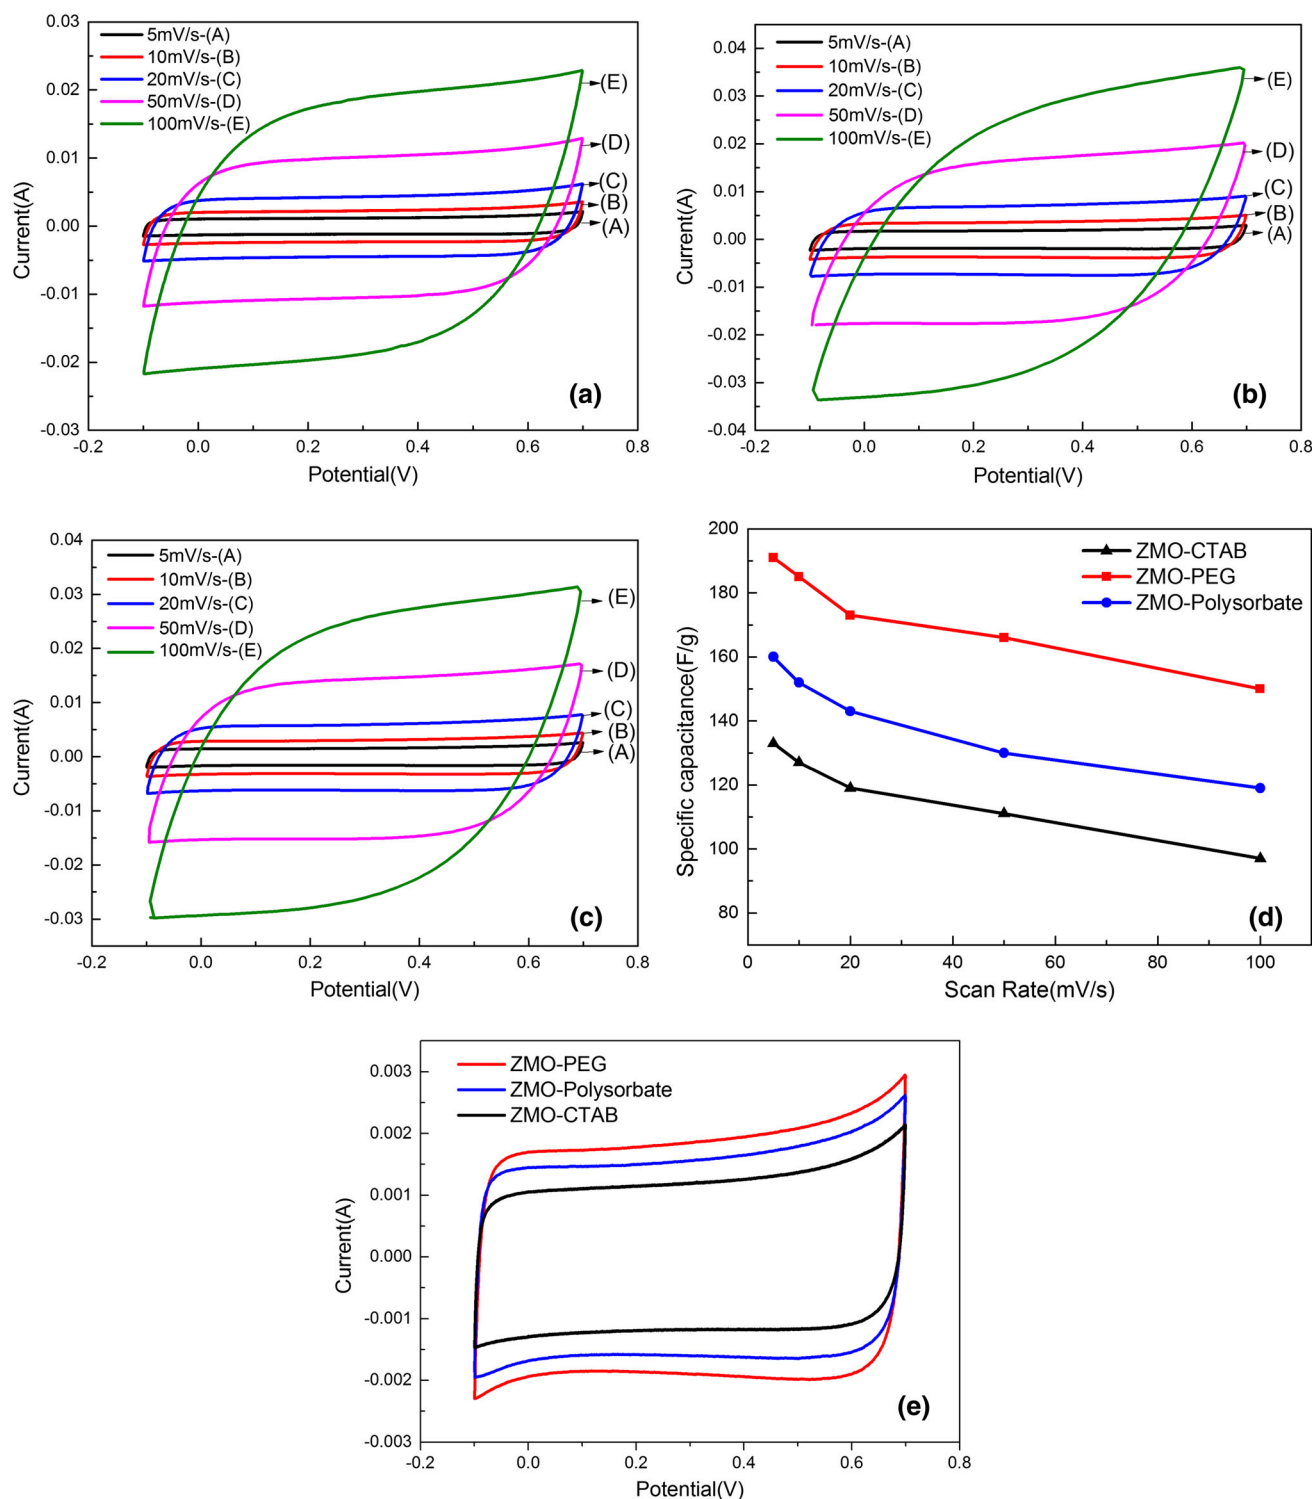 0.03
0.02
0.01
0.00
-0.01
-0.02
-0.03
Current(A)
5mV/s-(A)
10mV/s-(B)
20mV/s-(C)
50mV/s-(D)
100mV/s-(E)
(E)
(D)
(C)
(B)
(A)
(a)
-0.2
0.0
0.2
0.4
0.6
0.8
Potential(V)
0.04
0.03
0.02
0.01
0.00
-0.01
-0.02
-0.03
-0.04
Current(A)
5mV/s-(A)
10mV/s-(B)
20mV/s-(C)
50mV/s-(D)
100mV/s-(E)
(E)
(D)
(C)
(B)
(A)
(b)
-0.2
0.0
0.2
0.4
0.6
0.8
Potential(V)
0.04
0.03
0.02
0.01
0.00
-0.01
-0.02
-0.03
Current(A)
5mV/s-(A)
10mV/s-(B)
20mV/s-(C)
50mV/s-(D)
100mV/s-(E)
(E)
(D)
(C)
(B)
(A)
(c)
-0.2
0.0
0.2
0.4
0.6
0.8
Potential(V)
200
180
160
140
120
100
80
Specific capacitance(F/g)
ZMO-CTAB
ZMO-PEG
ZMO-Polysorbate
(d)
0
20
40
60
80
100
Scan Rate(mV/s)
0.003
0.002
0.001
0.000
-0.001
-0.002
-0.003
Current(A)
ZMO-PEG
ZMO-Polysorbate
ZMO-CTAB
(e)
-0.2
0.0
0.2
0.4
0.6
0.8
Potential(V)